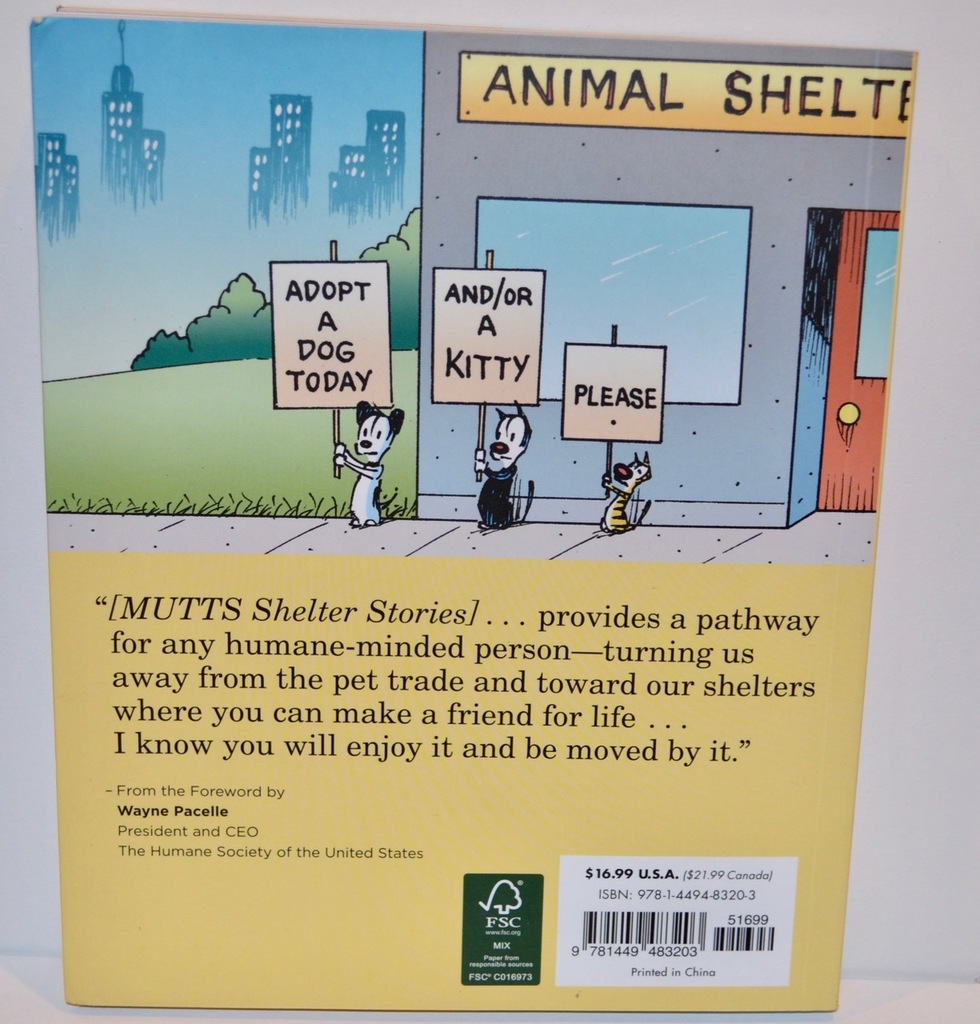 ANIMAL SHELTE
ADOPT
A
DOG
TODAY
AND/OR
A
KITTY
PLEASE
.
“[MUTTS Shelter Stories] . . . provides a pathway
for any humane-minded person—turning us
away from the pet trade and toward our shelters
where you can make a friend for life . . .
I know you will enjoy it and be moved by it.”
– From the Foreword by
Wayne Pacelle
President and CEO
The Humane Society of the United States
®
FSC
www.fsc.org
MIX
Paper from
responsible sources
FSC® C016973
$16.99 U.S.A. ($21.99 Canada)
ISBN: 978-1-4494-8320-3
51699
9 781449 483203
Printed in China